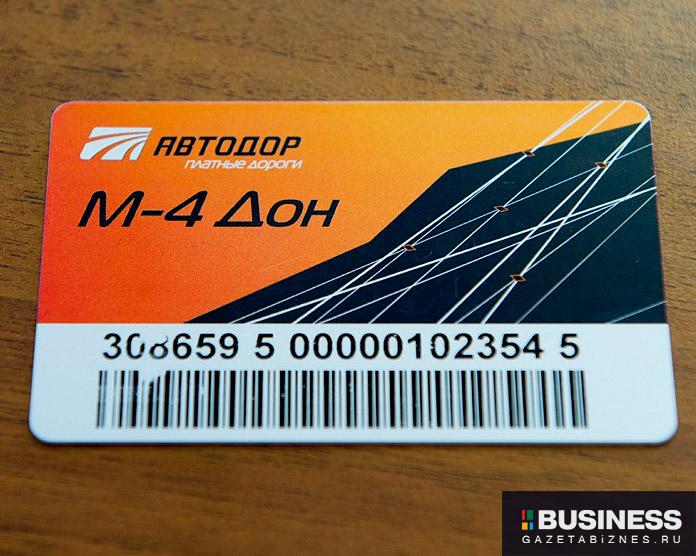 АВТОДОР
ПЛАТНЫЕ ДОРОГИ
М-4 Дон
308659 5 00000102354 5
BUSINESS
GAZETABiZNES.RU